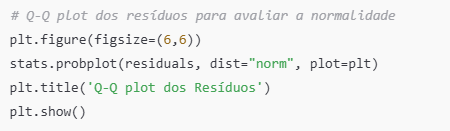 # Q-Q plot dos resíduos para avaliar a normalidade
plt.figure(figsize=(6,6))
stats.probplot(residuals, dist="norm", plot=plt)
plt.title('Q-Q plot dos Resíduos')
plt.show()